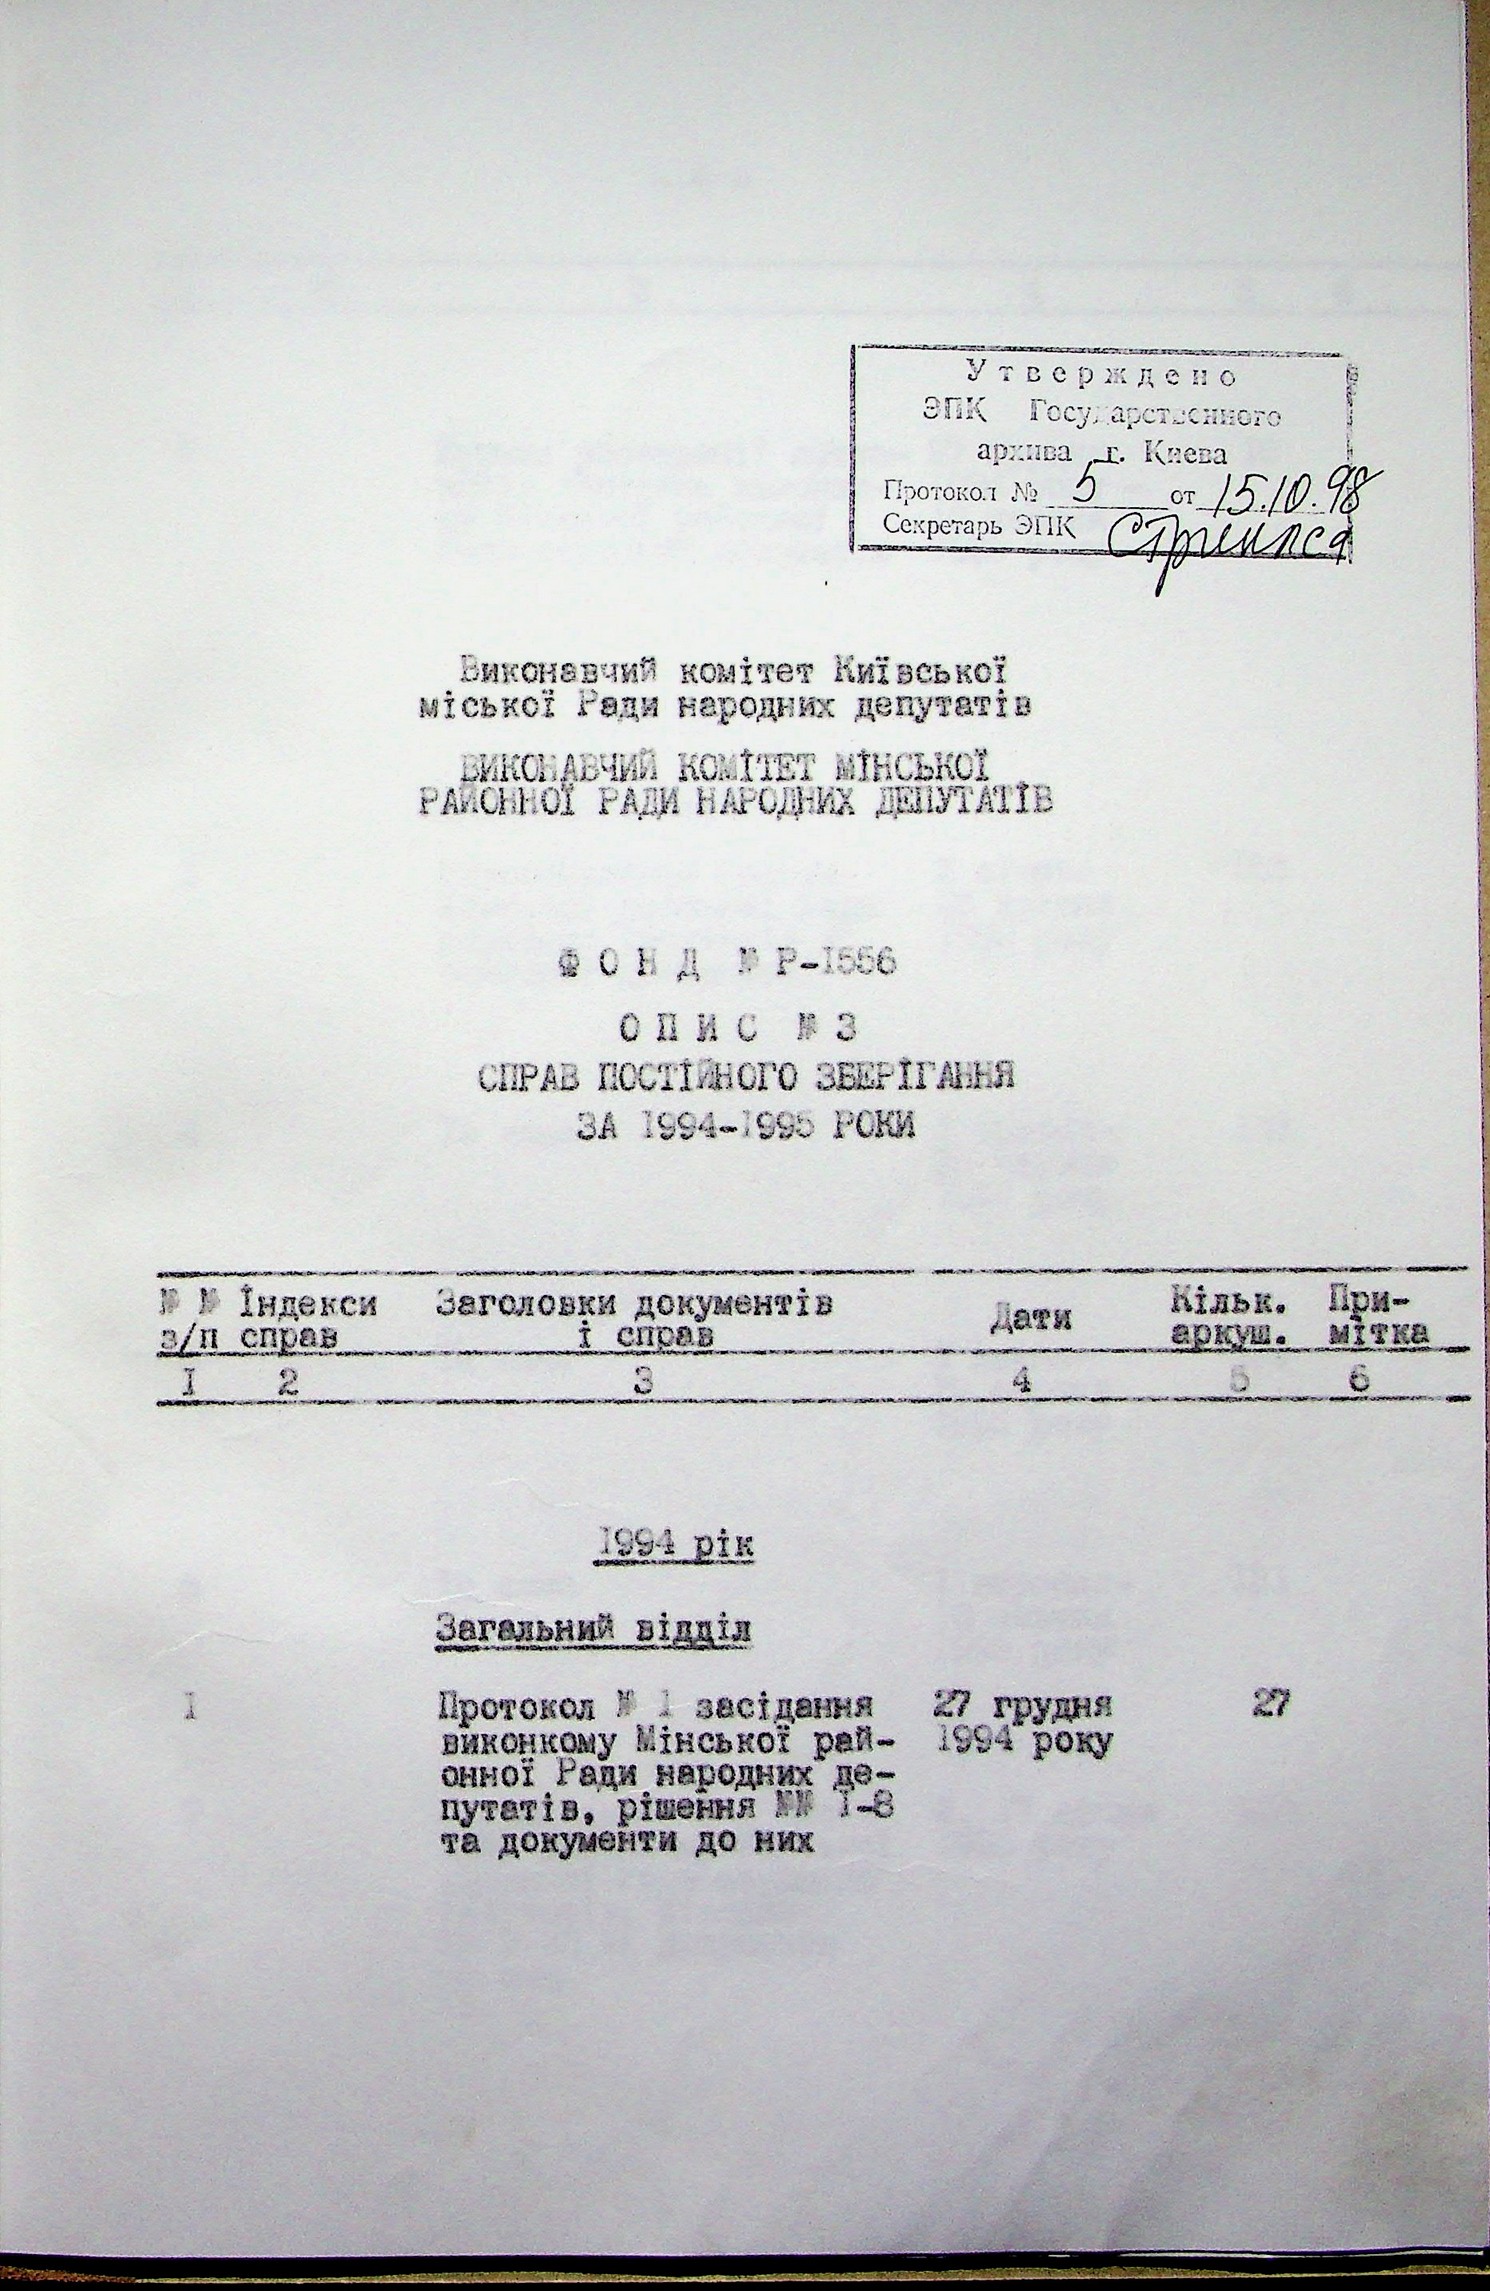 Утверждено
ЭПК Государственного
архива г. Киева
Протокол № 5 от 15.10.98
Секретарь ЭПК
Виконавчий комітет Київської
міської Ради народних депутатів
ВИКОНАВЧИЙ КОМІТЕТ МІНСЬКОЇ
РАЙОННОЇ РАДИ НАРОДНИХ ДЕПУТАТІВ
ФОНД № Р-1556
ОПИС № 3
СПРАВ ПОСТІЙНОГО ЗБЕРІГАННЯ
ЗА 1994-1995 РОКИ
№ № Індекси Заголовки документів Дати Кільк. При-
з/п справ і справ аркуш. мітка
1 2 3 4 5 6
1994 рік
Загальний відділ
1 Протокол № 1 засідання 27 грудня 27
виконкому Мінської рай- 1994 року
онної Ради народних де-
путатів, рішення №№ 1-8
та документи до них